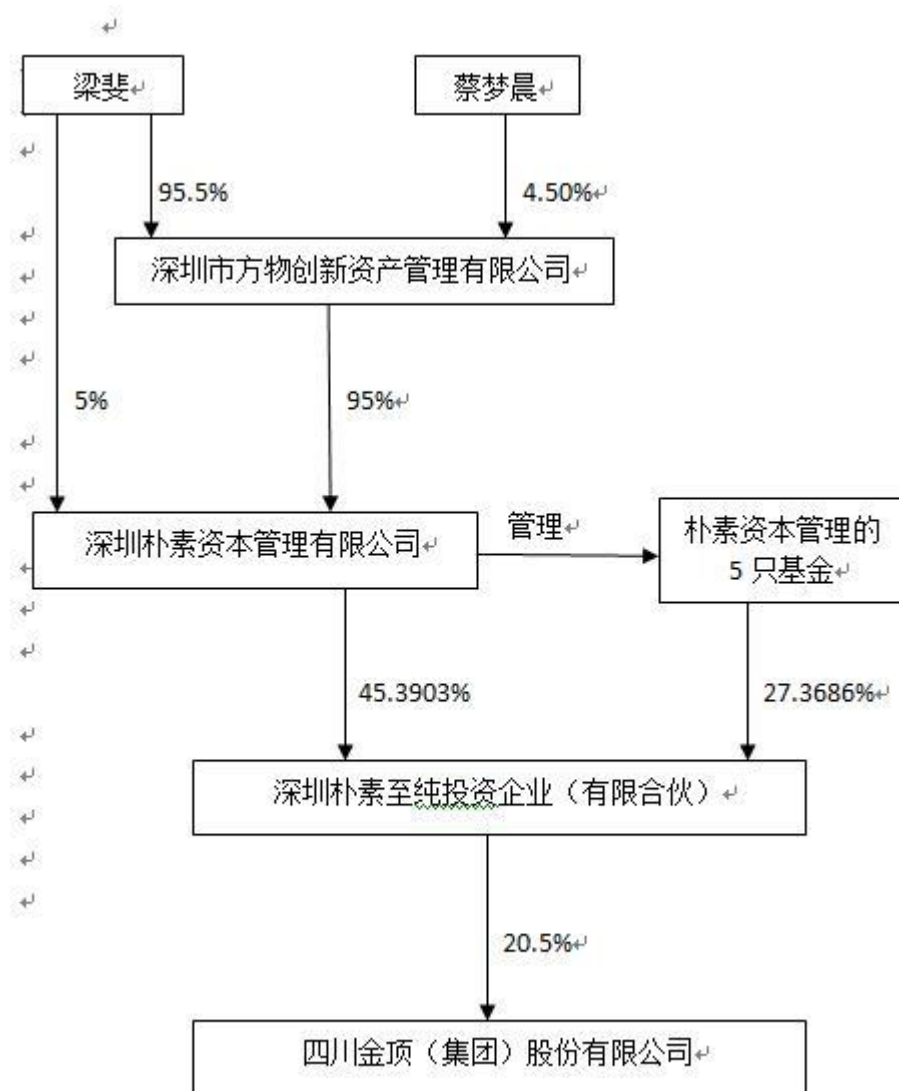 梁斐
蔡梦晨
95.5%
4.50%
深圳市方物创新资产管理有限公司
5%
95%
深圳朴素资本管理有限公司
管理
朴素资本管理的
5 只基金
45.3903%
27.3686%
深圳朴素至纯投资企业（有限合伙）
20.5%
四川金顶（集团）股份有限公司